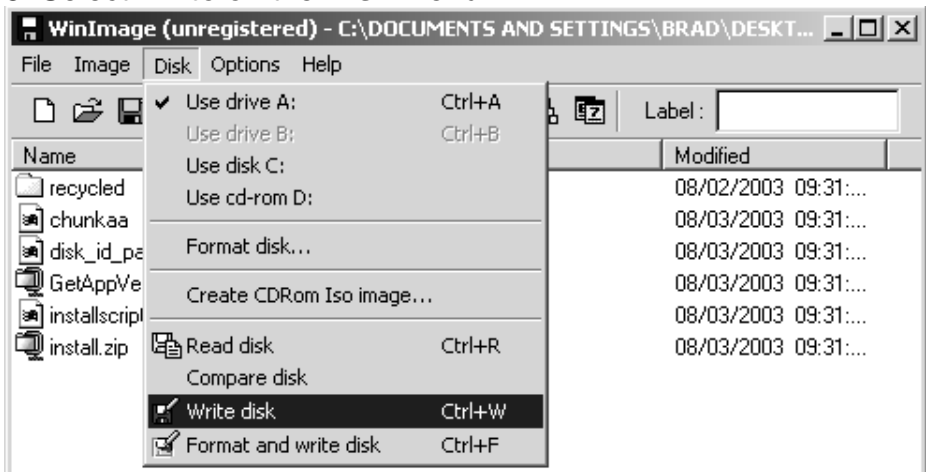 WinImage (unregistered) - C:\DOCUMENTS AND SETTINGS\BRAD\DESKT...
File Image Disk Options Help
Label :
Use drive A: Ctrl+A
Use drive B: Ctrl+B
Use disk C:
Use cd-rom D:
Format disk...
Create CDRom Iso image...
Read disk Ctrl+R
Compare disk
Write disk Ctrl+W
Format and write disk Ctrl+F
Name Modified
recycled 08/02/2003 09:31:...
chunkaa 08/03/2003 09:31:...
disk_id_pa 08/03/2003 09:31:...
GetAppVe 08/03/2003 09:31:...
installscript 08/03/2003 09:31:...
install.zip 08/03/2003 09:31:...